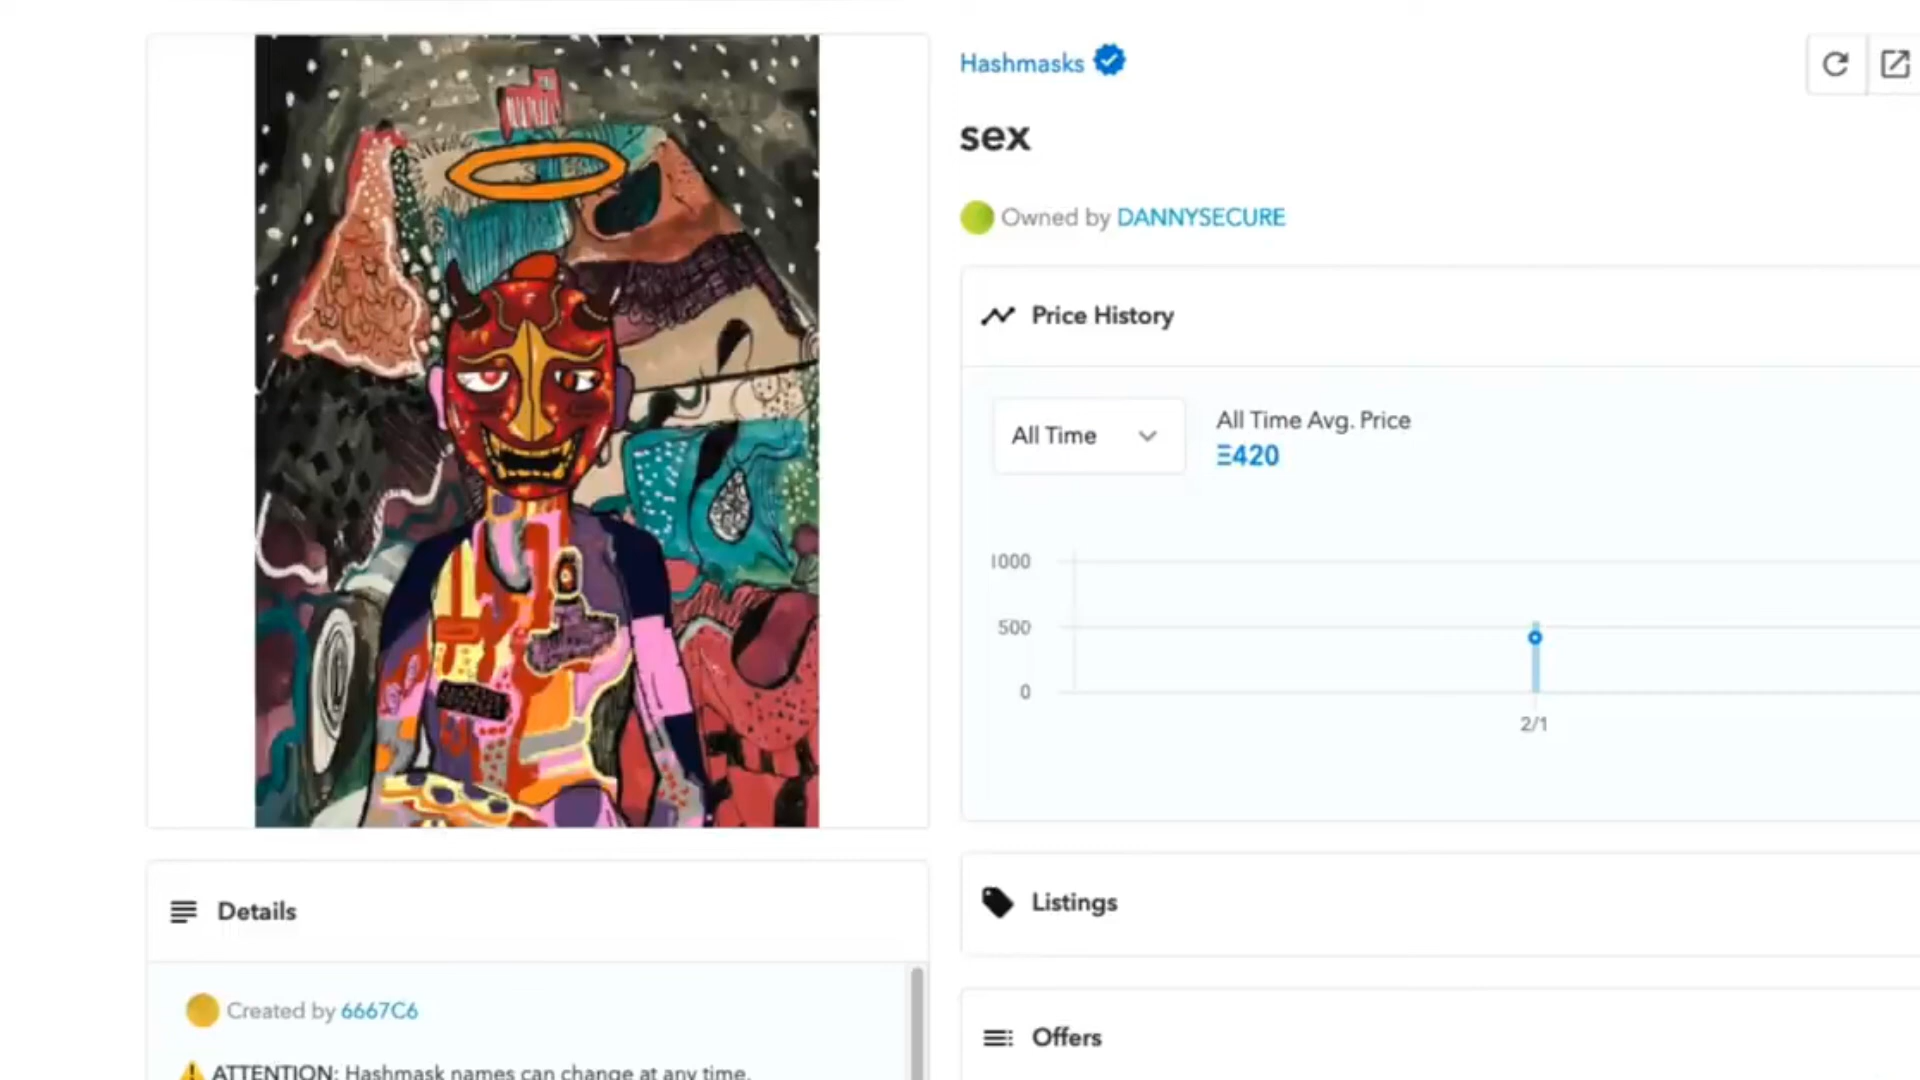 Hashmasks
sex
Owned by DANNYSECURE
Price History
All Time
All Time Avg. Price
Ξ420
1000
500
0
2/1
Details
Listings
Created by 6667C6
Offers
ATTENTION: Hashmask names can change at any time.